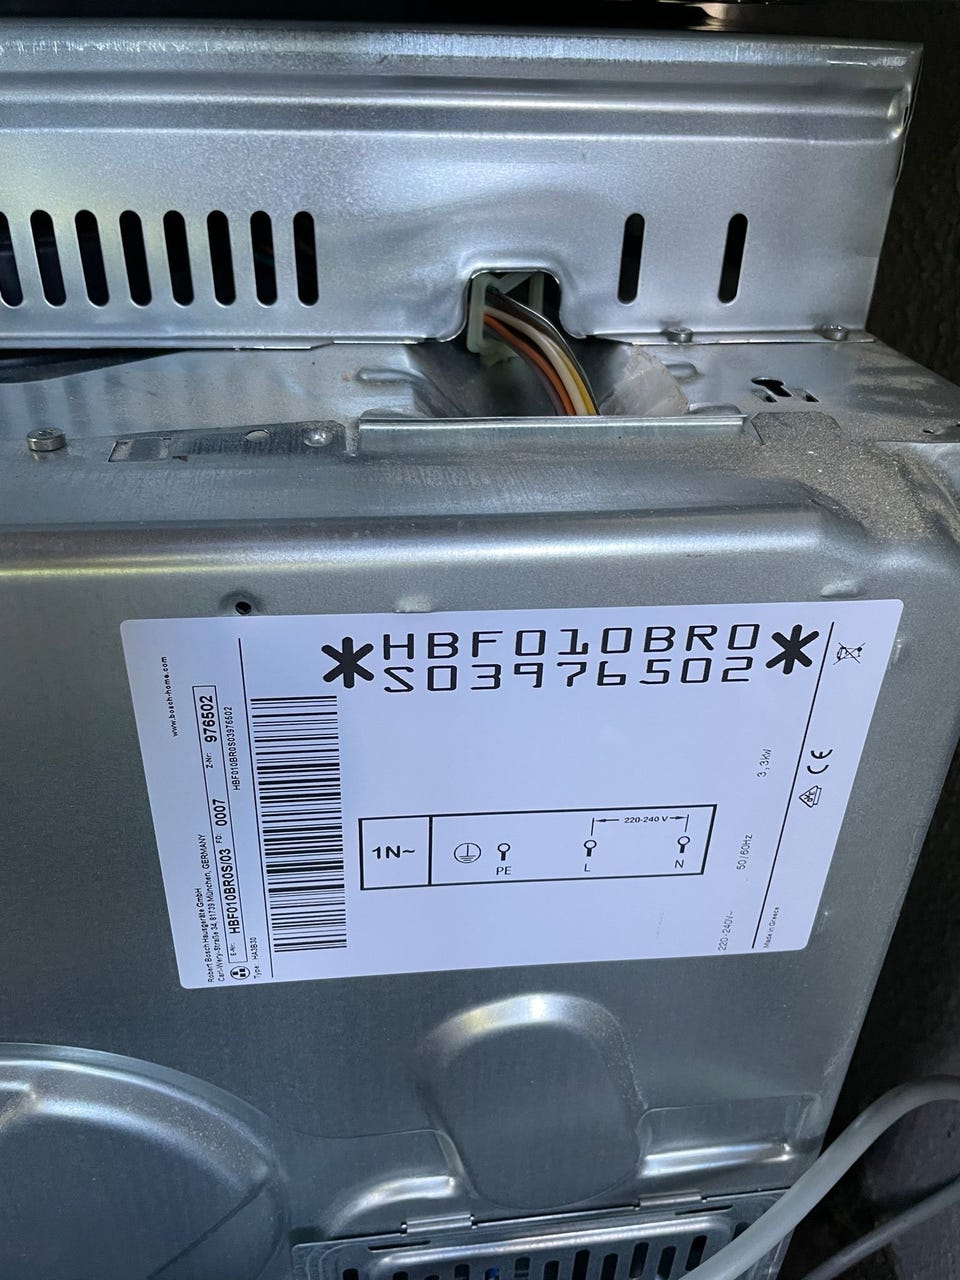 *HBF010BR0*
S03976502
www.bosch-home.com
Robert Bosch Hausgeräte GmbH
Carl-Wery-Straße 34, 81739 München, GERMANY
E-Nr. HBF010BR0S/03 FD: 0007 Z-Nr. 976502
Type HA3B30 HBF010BR0S03976502
1N~ PE L N
220-240 V
220-240V~ 50/60Hz 3,3kW
Made in Greece
CE